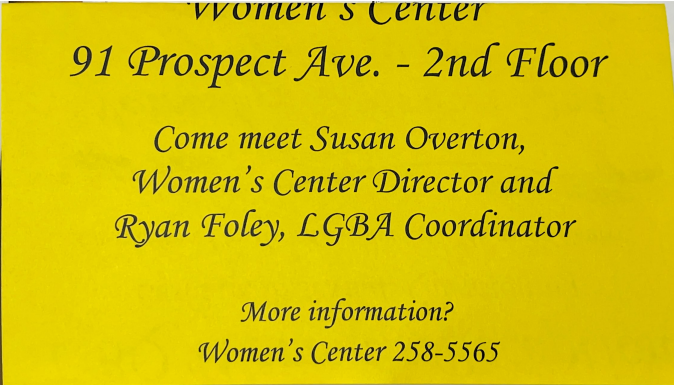 Women's Center
91 Prospect Ave. - 2nd Floor
Come meet Susan Overton,
Women's Center Director and
Ryan Foley, LGBA Coordinator
More information?
Women's Center 258-5565